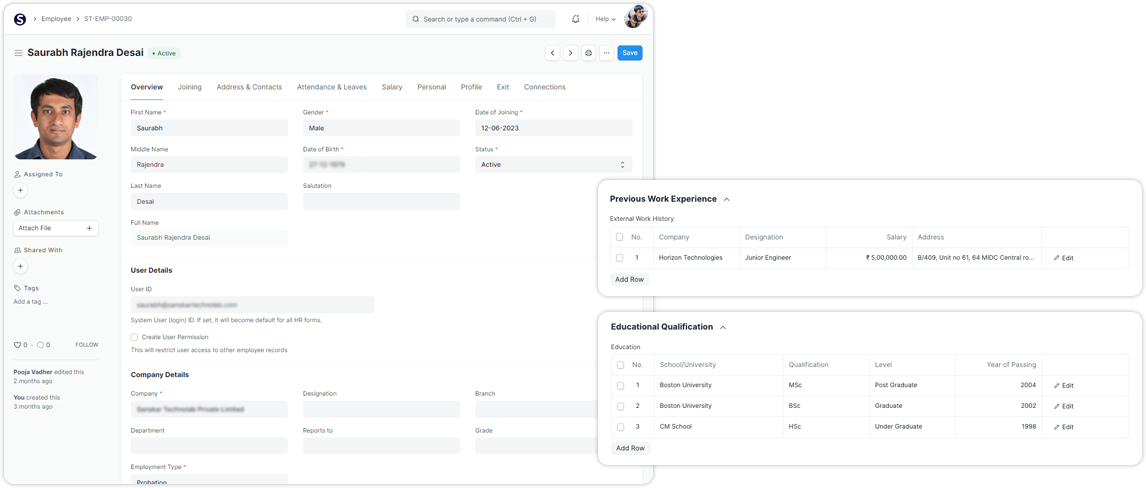 S > Employee > ST-EMP-00030 Search or type a command (Ctrl + G) Help
Saurabh Rajendra Desai • Active Save
Overview Joining Address & Contacts Attendance & Leaves Salary Personal Profile Exit Connections
First Name * Gender * Date of Joining *
Saurabh Male 12-06-2023
Middle Name Date of Birth * Status *
Rajendra Active
Last Name Salutation
Desai
Full Name
Saurabh Rajendra Desai
Assigned To
+
Attachments
Attach File +
Shared With
+
Tags
Add a tag ...
0 · 0 FOLLOW
Pooja Vadher edited this
2 months ago
You created this
3 months ago
User Details
User ID
System User (login) ID. If set, it will become default for all HR forms.
Create User Permission
This will restrict user access to other employee records
Company Details
Company * Designation Branch
Department Reports to Grade
Employment Type *
Probation
Previous Work Experience
External Work History
No. Company Designation Salary Address
1 Horizon Technologies Junior Engineer ₹ 5,00,000.00 B/409, Unit no 61, 64 MIDC Central ro... Edit
Add Row
Educational Qualification
Education
No. School/University Qualification Level Year of Passing
1 Boston University MSc Post Graduate 2004 Edit
2 Boston University BSc Graduate 2002 Edit
3 CM School HSc Under Graduate 1998 Edit
Add Row